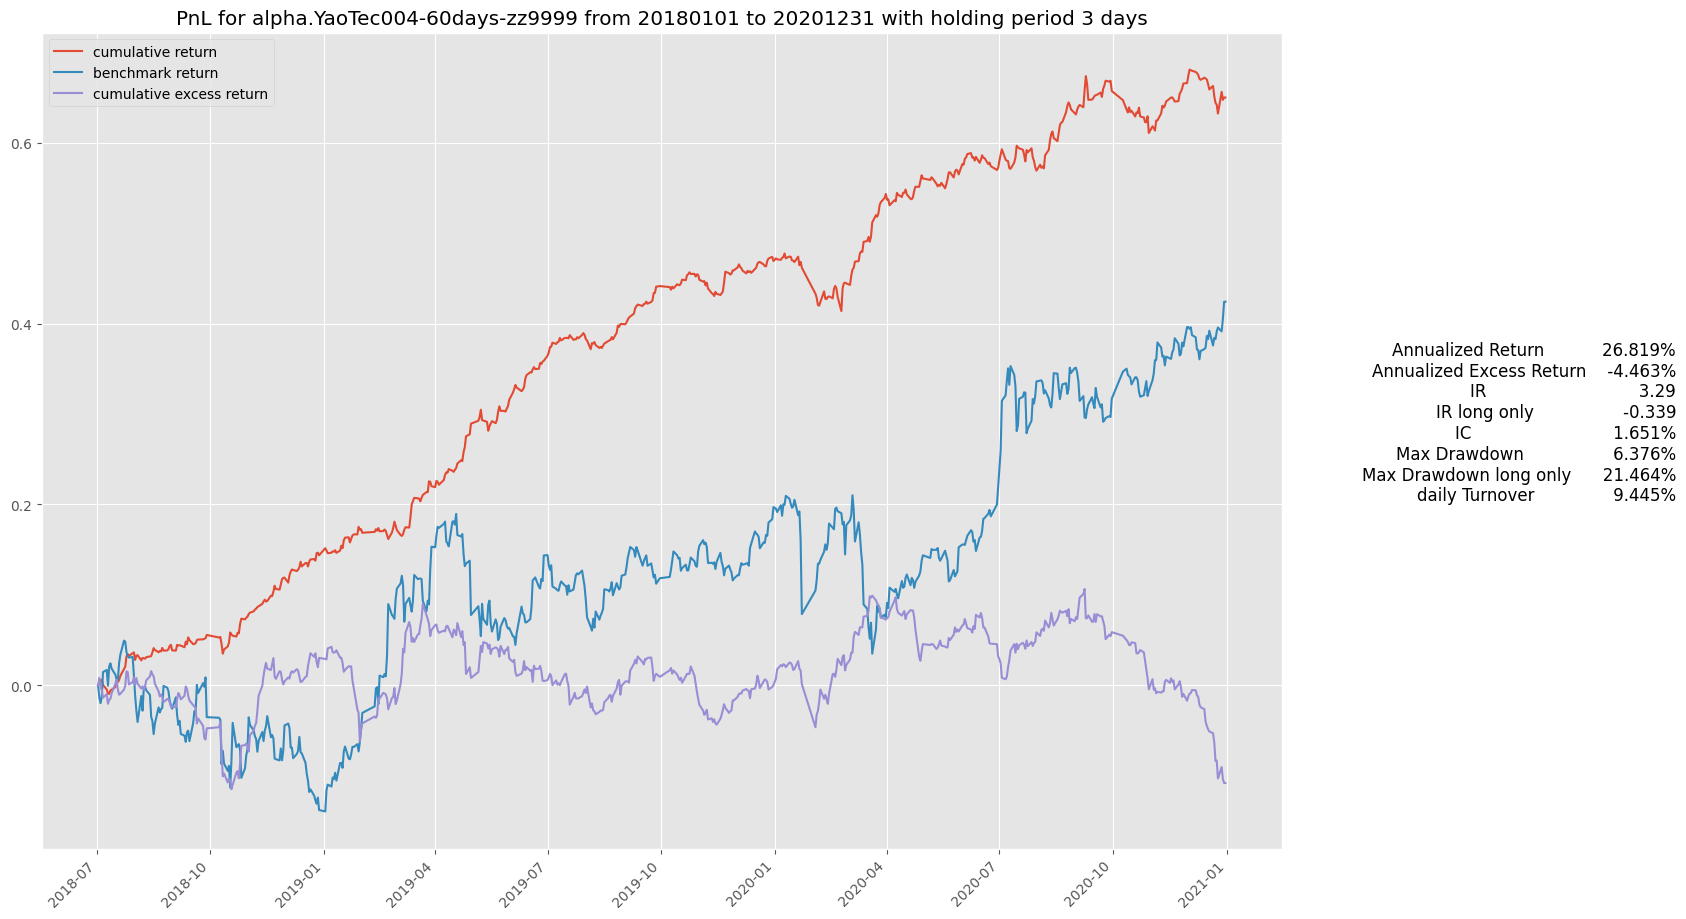 PnL for alpha.YaoTec004-60days-zz9999 from 20180101 to 20201231 with holding period 3 days
cumulative return
benchmark return
cumulative excess return
0.6
0.4
0.2
0.0
Annualized Return 26.819%
Annualized Excess Return -4.463%
IR 3.29
IR long only -0.339
IC 1.651%
Max Drawdown 6.376%
Max Drawdown long only 21.464%
daily Turnover 9.445%
2018-07
2018-10
2019-01
2019-04
2019-07
2019-10
2020-01
2020-04
2020-07
2020-10
2021-01